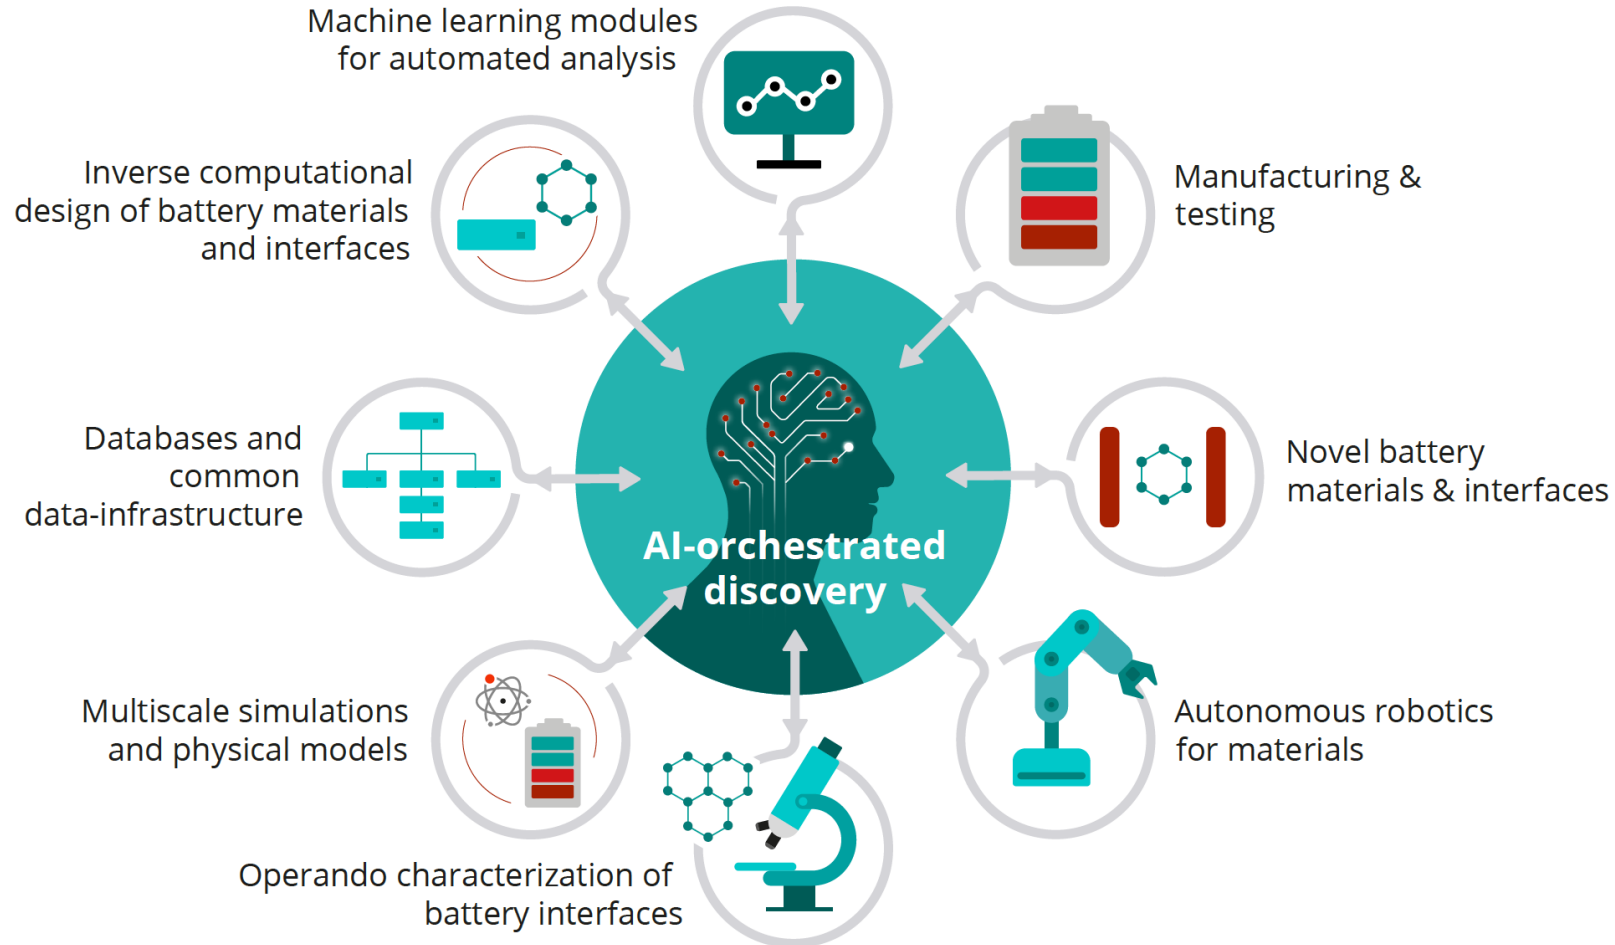 Machine learning modules
for automated analysis
Manufacturing &
testing
Inverse computational
design of battery materials
and interfaces
Databases and
common
data-infrastructure
Novel battery
materials & interfaces
AI-orchestrated
discovery
Multiscale simulations
and physical models
Autonomous robotics
for materials
Operando characterization of
battery interfaces